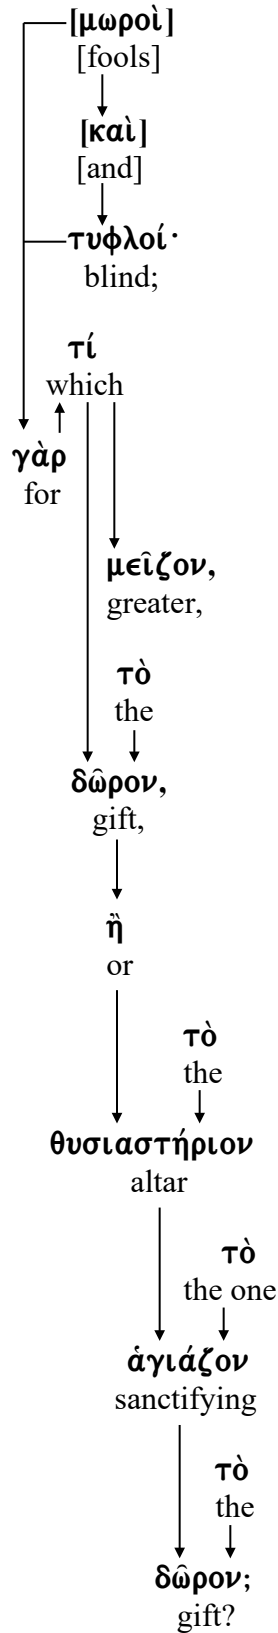 [μωροὶ]
[fools]
[καὶ]
[and]
τυφλοί·
blind;
τί
which
γὰρ
for
μεῖζον,
greater,
τὸ
the
δῶρον,
gift,
ἢ
or
τὸ
the
θυσιαστήριον
altar
τὸ
the one
ἁγιάζον
sanctifying
τὸ
the
δῶρον;
gift?